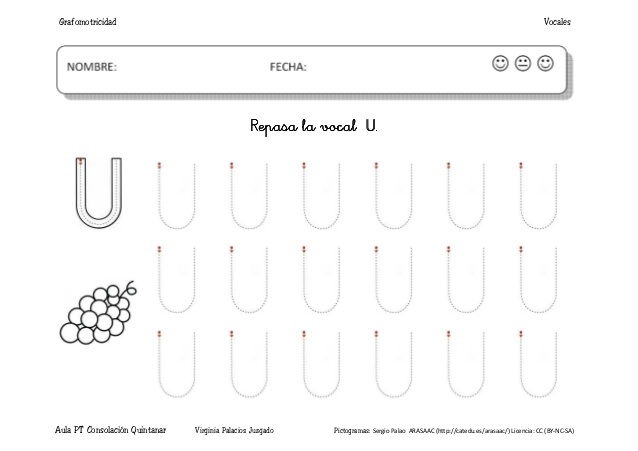 Grafomotricidad Vocales
NOMBRE: FECHA:
Repasa la vocal U.
U U U U U U U
U U U U U U
U U U U U U
Aula PT Consolación Quintanar Virginia Palacios Juzgado Pictogramas: Sergio Palao ARASAAC (http://catedu.es/arasaac/) Licencia: CC (BY-NC-SA)